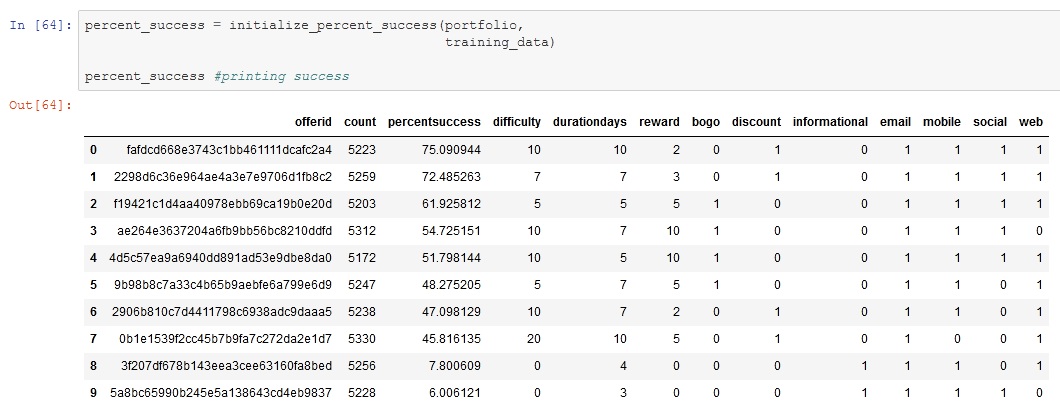 In [64]: percent_success = initialize_percent_success(portfolio,
training_data)
percent_success #printing success
Out[64]:
offerid count percentsuccess difficulty durationdays reward bogo discount informational email mobile social web
0 fafdcd668e3743c1bb461111dcafc2a4 5223 75.090944 10 10 2 0 1 0 1 1 1 1
1 2298d6c36e964ae4a3e7e9706d1fb8c2 5259 72.485263 7 7 3 0 1 0 1 1 1 1
2 f19421c1d4aa40978ebb69ca19b0e20d 5203 61.925812 5 5 5 1 0 0 1 1 1 1
3 ae264e3637204a6fb9bb56bc8210ddfd 5312 54.725151 10 7 10 1 0 0 1 1 1 0
4 4d5c57ea9a6940dd891ad53e9dbe8da0 5172 51.798144 10 5 10 1 0 0 1 1 1 1
5 9b98b8c7a33c4b65b9aebfe6a799e6d9 5247 48.275205 5 7 5 1 0 0 1 1 0 1
6 2906b810c7d4411798c6938adc9daaa5 5238 47.098129 10 7 2 0 1 0 1 1 0 1
7 0b1e1539f2cc45b7b9fa7c272da2e1d7 5330 45.816135 20 10 5 0 1 0 1 0 0 1
8 3f207df678b143eea3cee63160fa8bed 5256 7.800609 0 4 0 0 0 1 1 1 0 1
9 5a8bc65990b245e5a138643cd4eb9837 5228 6.006121 0 3 0 0 0 1 1 1 1 0